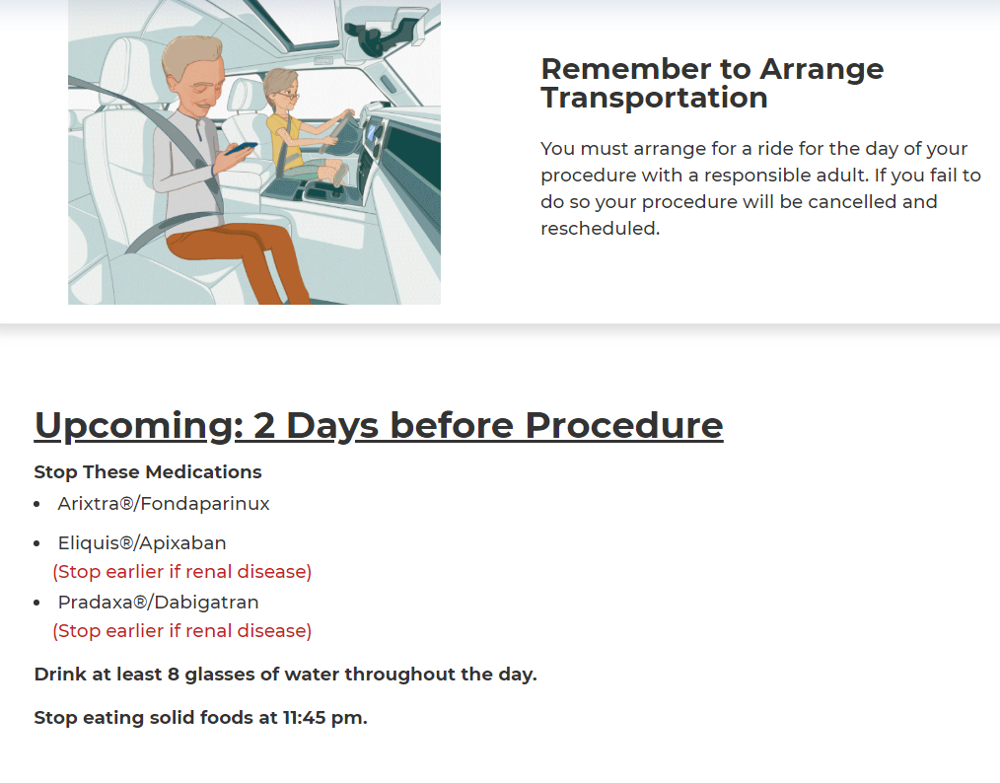 Remember to Arrange
Transportation
You must arrange for a ride for the day of your
procedure with a responsible adult. If you fail to
do so your procedure will be cancelled and
rescheduled.
Upcoming: 2 Days before Procedure
Stop These Medications
• Arixtra®/Fondaparinux
• Eliquis®/Apixaban
(Stop earlier if renal disease)
• Pradaxa®/Dabigatran
(Stop earlier if renal disease)
Drink at least 8 glasses of water throughout the day.
Stop eating solid foods at 11:45 pm.